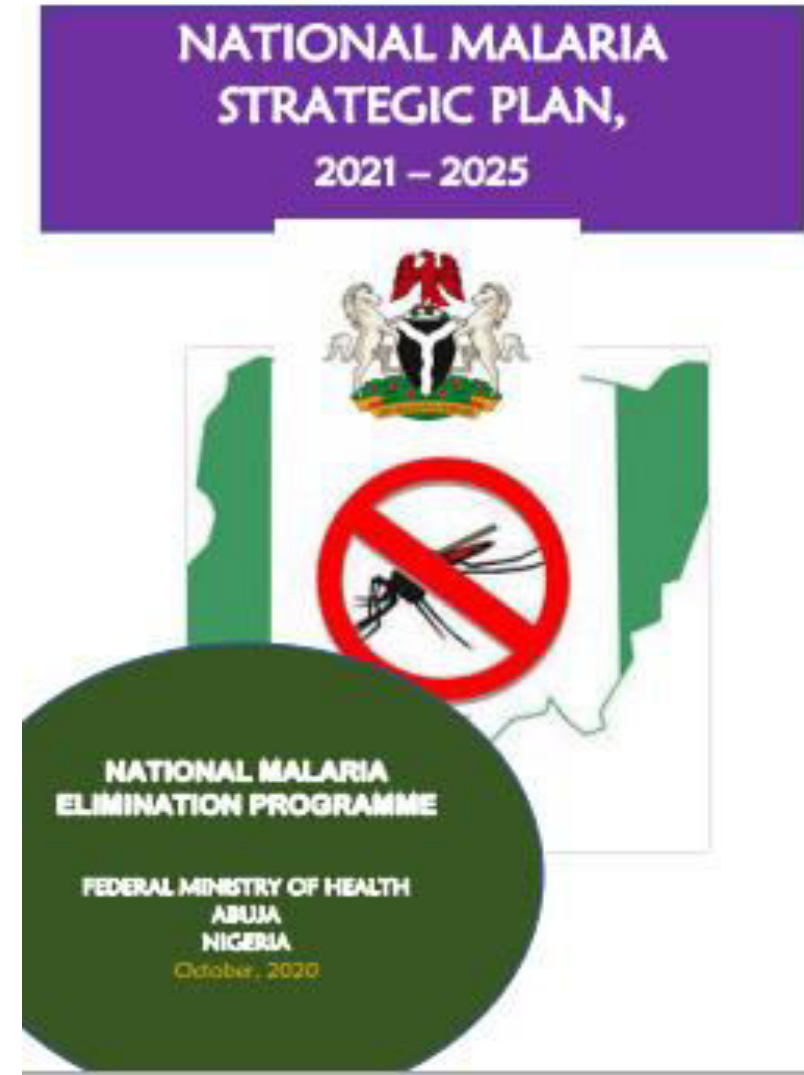 NATIONAL MALARIA
STRATEGIC PLAN,
2021 – 2025
NATIONAL MALARIA
ELIMINATION PROGRAMME
FEDERAL MINISTRY OF HEALTH
ABUJA
NIGERIA
October, 2020